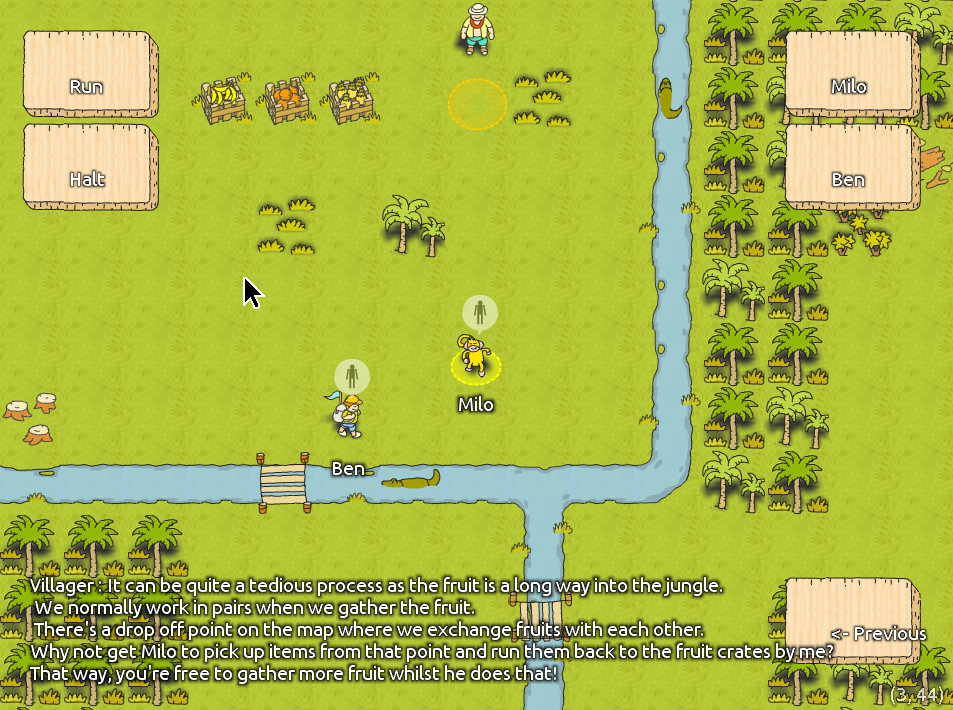 Run
Milo
Halt
Ben
Milo
Ben
Villager : It can be quite a tedious process as the fruit is a long way into the jungle.
We normally work in pairs when we gather the fruit.
There's a drop off point on the map where we exchange fruits with each other.
Why not get Milo to pick up items from that point and run them back to the fruit crates by me?
That way, you're free to gather more fruit whilst he does that!
<- Previous
(3, 44)